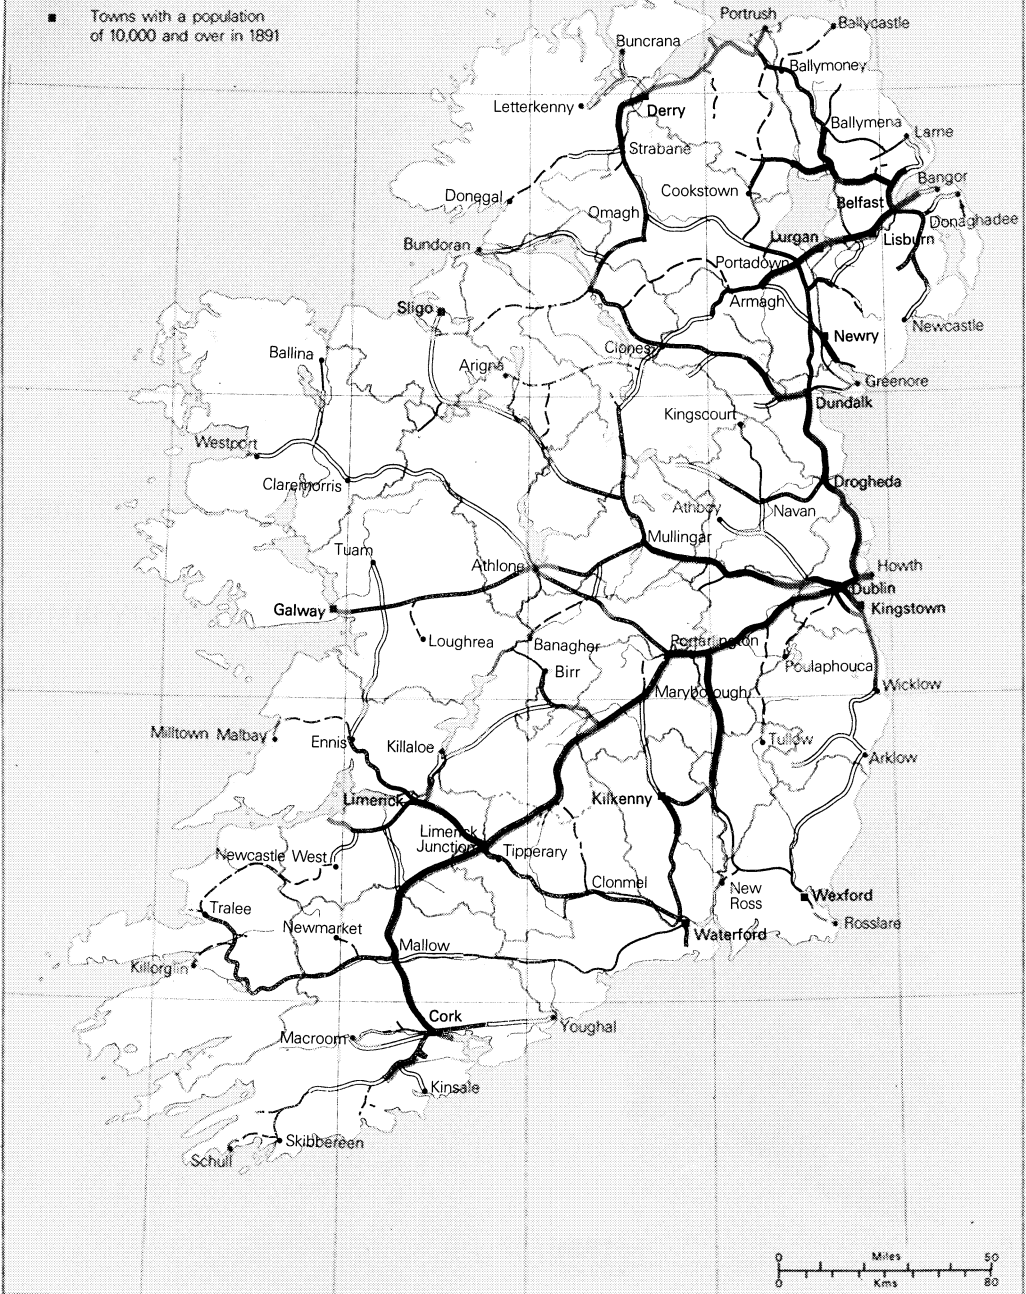 Towns with a population
of 10,000 and over in 1891
Portrush
Ballycastle
Buncrana
Ballymoney
Letterkenny
Derry
Ballymena
Larne
Strabane
Bangor
Cookstown
Donegal
Belfast
Omagh
Donaghadee
Lurgan
Lisburn
Bundoran
Portadown
Armagh
Sligo
Newcastle
Newry
Clones
Ballina
Arigna
Greenore
Dundalk
Kingscourt
Westport
Claremorris
Drogheda
Athboy
Navan
Mullingar
Tuam
Athlone
Howth
Dublin
Galway
Kingstown
Loughrea
Banagher
Portarlington
Birr
Poulaphouca
Maryborough
Wicklow
Milltown Malbay
Ennis
Killaloe
Tullow
Arklow
Limerick
Kilkenny
Limerick
Junction
Tipperary
Newcastle West
Clonmel
New
Ross
Wexford
Tralee
Rosslare
Newmarket
Waterford
Mallow
Killorglin
Cork
Youghal
Macroom
Kinsale
Skibbereen
Schull
0 Miles 50
0 Kms 80